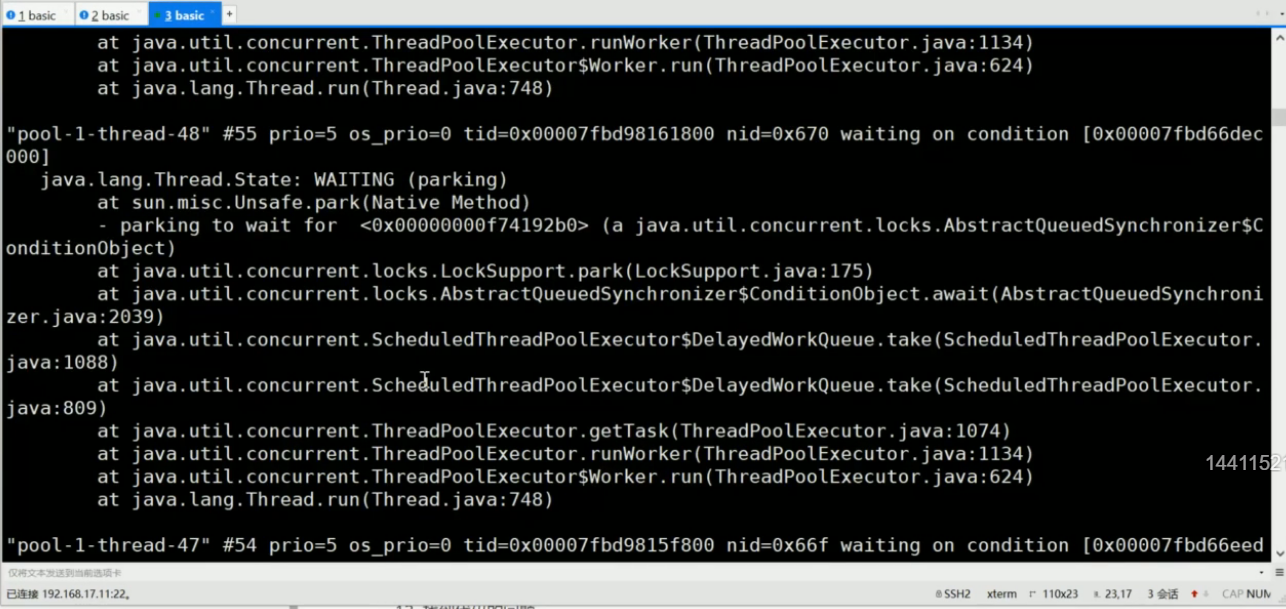 1 basic
2 basic
3 basic
+
at java.util.concurrent.ThreadPoolExecutor.runWorker(ThreadPoolExecutor.java:1134)
at java.util.concurrent.ThreadPoolExecutor$Worker.run(ThreadPoolExecutor.java:624)
at java.lang.Thread.run(Thread.java:748)
"pool-1-thread-48" #55 prio=5 os_prio=0 tid=0x00007fbd98161800 nid=0x670 waiting on condition [0x00007fbd66dec
000]
java.lang.Thread.State: WAITING (parking)
at sun.misc.Unsafe.park(Native Method)
- parking to wait for  <0x00000000f74192b0> (a java.util.concurrent.locks.AbstractQueuedSynchronizer$C
onditionObject)
at java.util.concurrent.locks.LockSupport.park(LockSupport.java:175)
at java.util.concurrent.locks.AbstractQueuedSynchronizer$ConditionObject.await(AbstractQueuedSynchroni
zer.java:2039)
at java.util.concurrent.ScheduledThreadPoolExecutor$DelayedWorkQueue.take(ScheduledThreadPoolExecutor.
java:1088)
at java.util.concurrent.ScheduledThreadPoolExecutor$DelayedWorkQueue.take(ScheduledThreadPoolExecutor.
java:809)
at java.util.concurrent.ThreadPoolExecutor.getTask(ThreadPoolExecutor.java:1074)
at java.util.concurrent.ThreadPoolExecutor.runWorker(ThreadPoolExecutor.java:1134)
at java.util.concurrent.ThreadPoolExecutor$Worker.run(ThreadPoolExecutor.java:624)
at java.lang.Thread.run(Thread.java:748)
"pool-1-thread-47" #54 prio=5 os_prio=0 tid=0x00007fbd9815f800 nid=0x66f waiting on condition [0x00007fbd66eed
仅将文本发送到当前选项卡
已连接 192.168.17.11:22。
SSH2 xterm 110x23 23,17 3 会话 CAP NUM